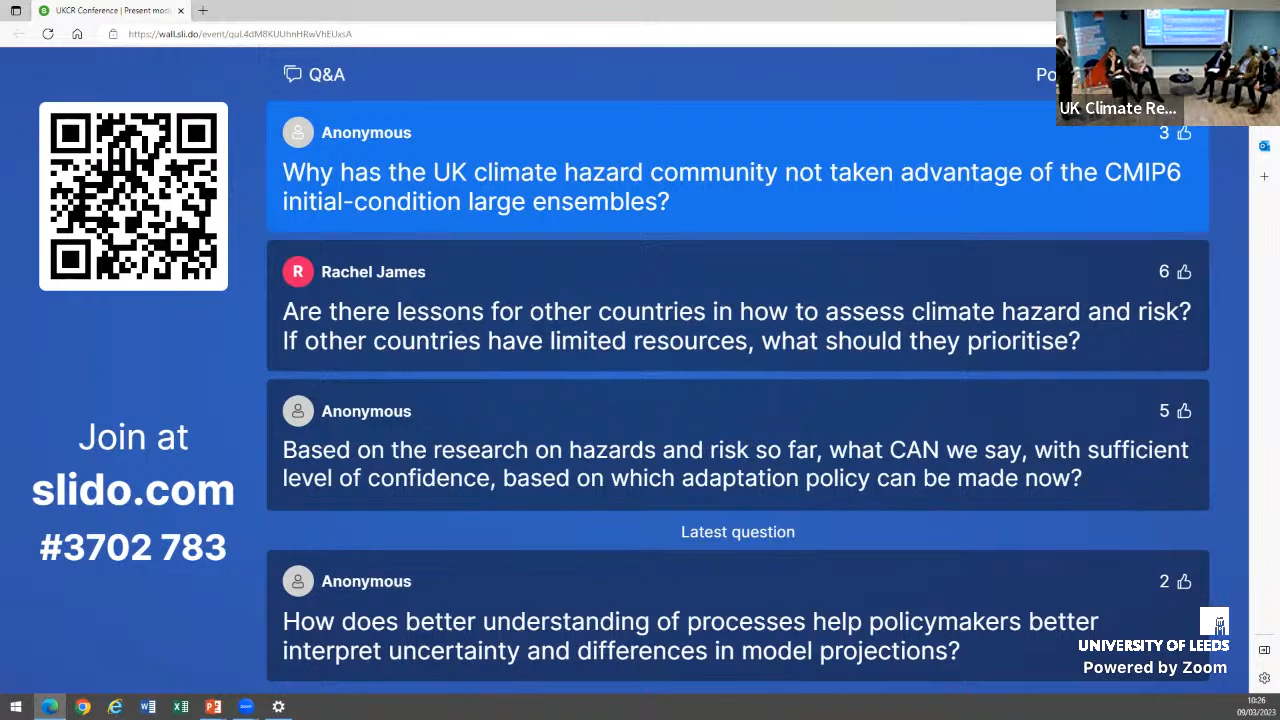 UKCR Conference | Present mod
https://wall.sli.do/event/quL4dM8KUUhnHRwVhEUxsA
Q&A
Po
UK Climate Re...
Anonymous
3
Why has the UK climate hazard community not taken advantage of the CMIP6
initial-condition large ensembles?
R
Rachel James
6
Are there lessons for other countries in how to assess climate hazard and risk?
If other countries have limited resources, what should they prioritise?
Anonymous
5
Based on the research on hazards and risk so far, what CAN we say, with sufficient
level of confidence, based on which adaptation policy can be made now?
Join at
slido.com
#3702 783
Latest question
Anonymous
2
How does better understanding of processes help policymakers better
interpret uncertainty and differences in model projections?
UNIVERSITY OF LEEDS
Powered by Zoom
10:26
09/03/2023